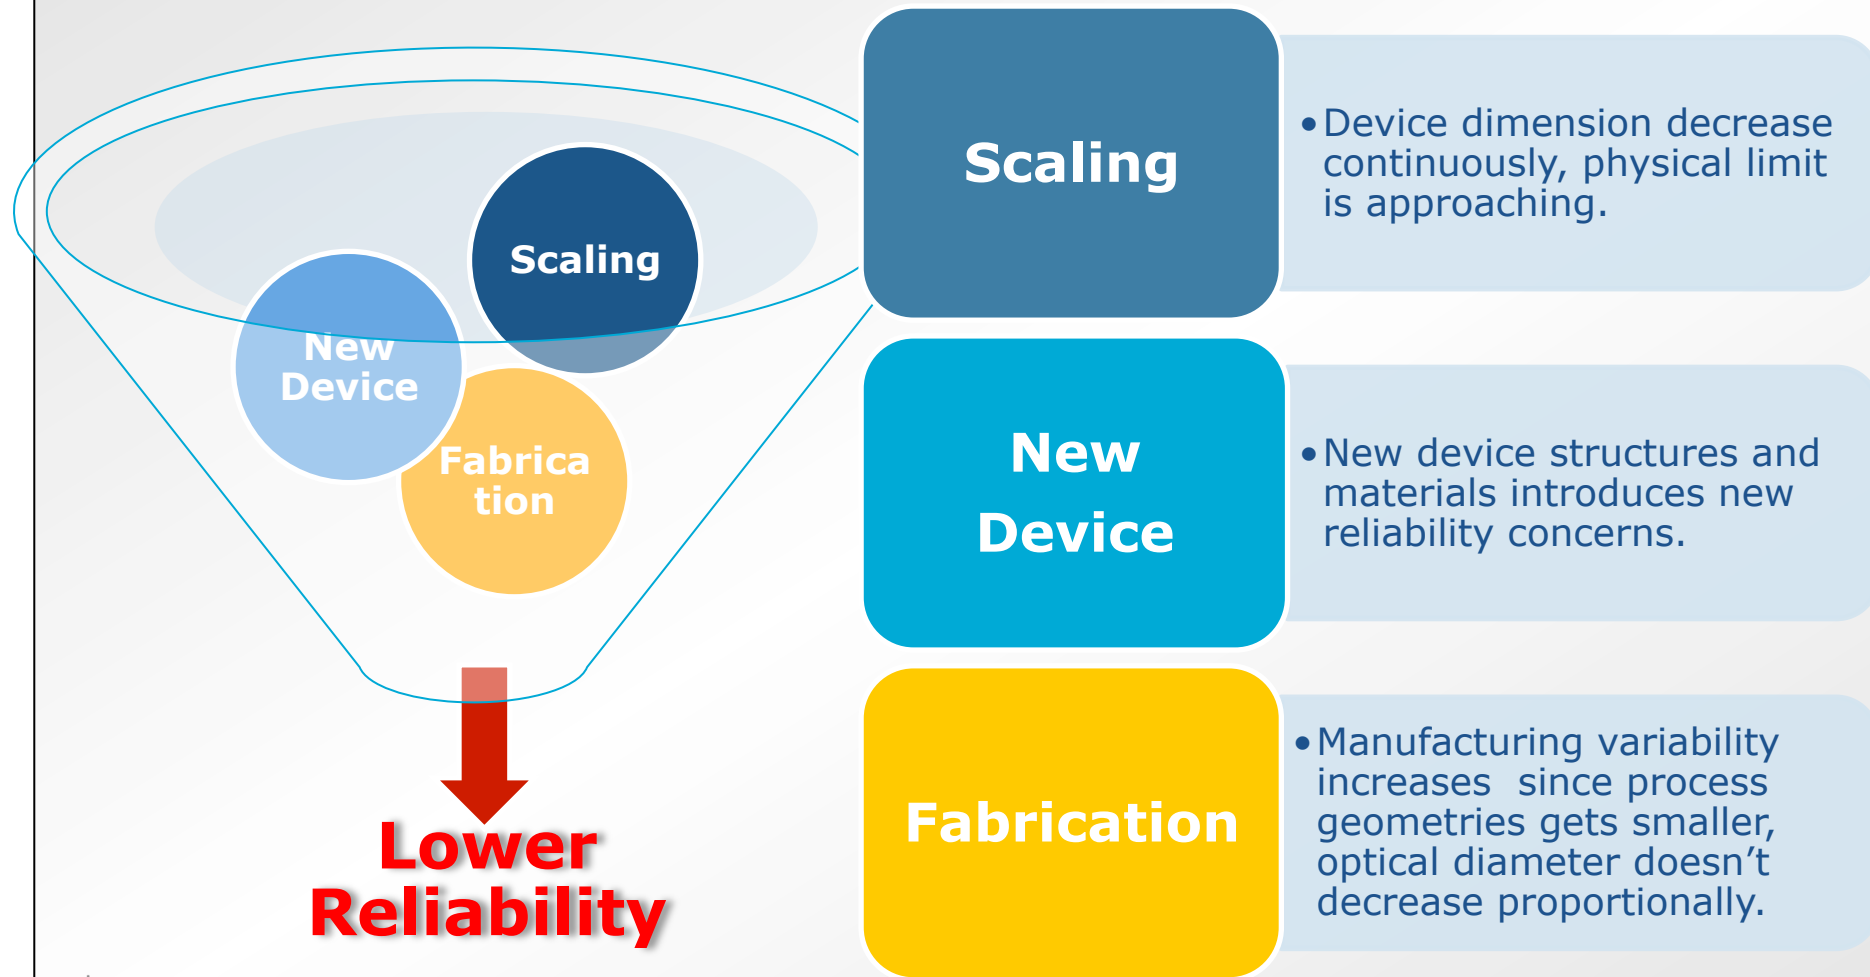 Scaling
New
Device
Fabrica
tion
Lower
Reliability
Scaling
•Device dimension decrease
continuously, physical limit
is approaching.
New
Device
•New device structures and
materials introduces new
reliability concerns.
Fabrication
•Manufacturing variability
increases  since process
geometries gets smaller,
optical diameter doesn’t
decrease proportionally.